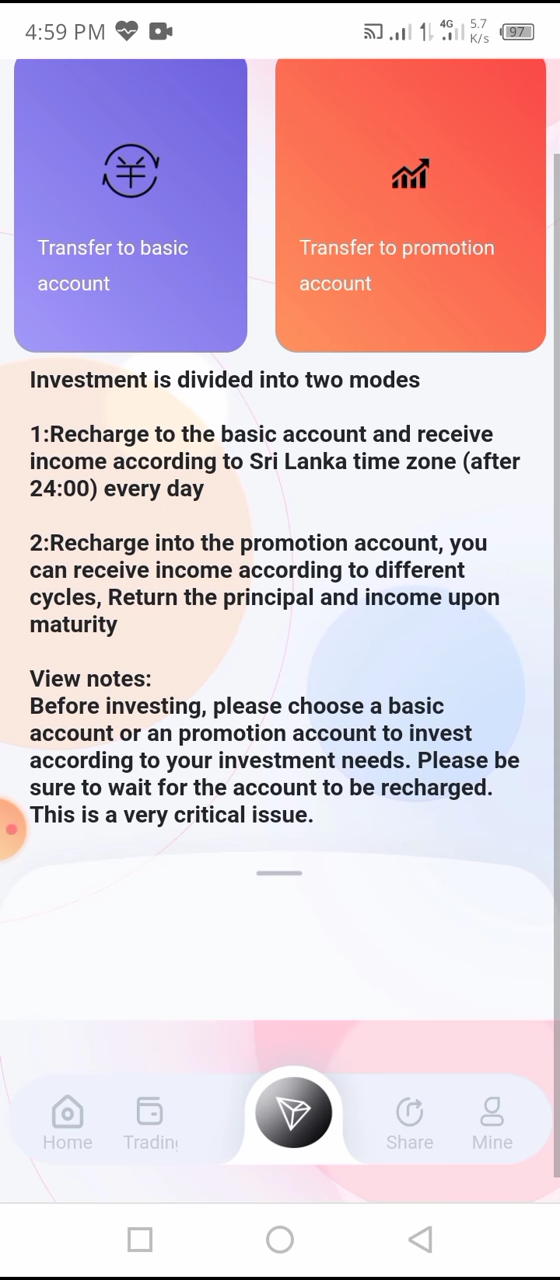 4:59 PM
4G
5.7
K/s
97
Transfer to basic
account
Transfer to promotion
account
Investment is divided into two modes
1:Recharge to the basic account and receive
income according to Sri Lanka time zone (after
24:00) every day
2:Recharge into the promotion account, you
can receive income according to different
cycles, Return the principal and income upon
maturity
View notes:
Before investing, please choose a basic
account or an promotion account to invest
according to your investment needs. Please be
sure to wait for the account to be recharged.
This is a very critical issue.
Home
Trading
Share
Mine